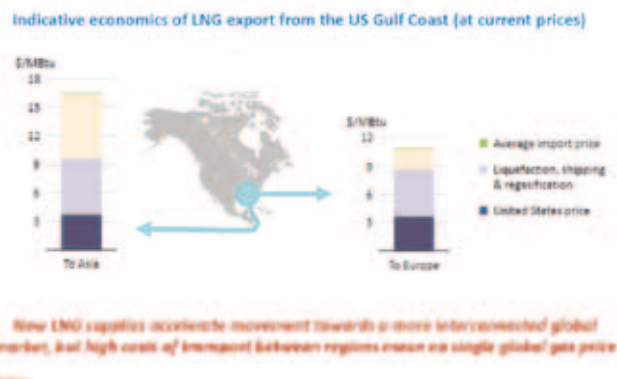 Indicative economics of LNG export from the US Gulf Coast (at current prices)
$/MBtu
18
15
12
9
6
3
To Asia
$/MBtu
12
9
6
3
To Europe
Average import price
Liquefaction, shipping
& regasification
United States price
New LNG supplies accelerate movement towards a more interconnected global
market, but high costs of transport between regions mean no single global gas price